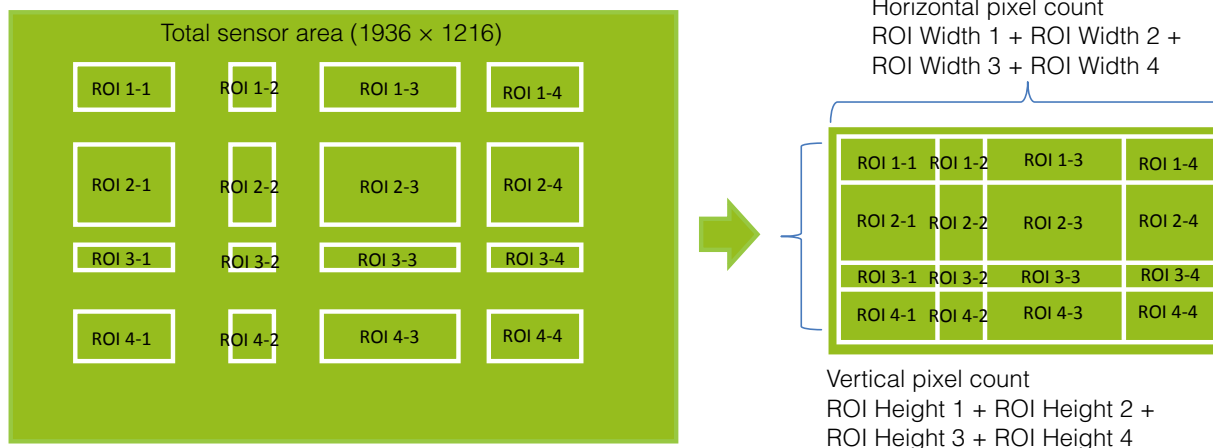 Total sensor area (1936 × 1216)
ROI 1-1 ROI 1-2 ROI 1-3 ROI 1-4
ROI 2-1 ROI 2-2 ROI 2-3 ROI 2-4
ROI 3-1 ROI 3-2 ROI 3-3 ROI 3-4
ROI 4-1 ROI 4-2 ROI 4-3 ROI 4-4
Horizontal pixel count
ROI Width 1 + ROI Width 2 +
ROI Width 3 + ROI Width 4
ROI 1-1 ROI 1-2 ROI 1-3 ROI 1-4
ROI 2-1 ROI 2-2 ROI 2-3 ROI 2-4
ROI 3-1 ROI 3-2 ROI 3-3 ROI 3-4
ROI 4-1 ROI 4-2 ROI 4-3 ROI 4-4
Vertical pixel count
ROI Height 1 + ROI Height 2 +
ROI Height 3 + ROI Height 4